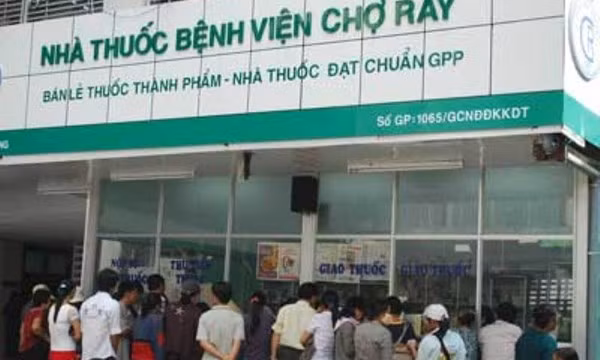 NHÀ THUỐC BỆNH VIỆN CHỢ RẪY
BÁN LẺ THUỐC THÀNH PHẨM - NHÀ THUỐC ĐẠT CHUẨN GPP
SỐ GP: 1065/GCNĐĐKKDT
GIAO THUỐC
GIAO THUỐC